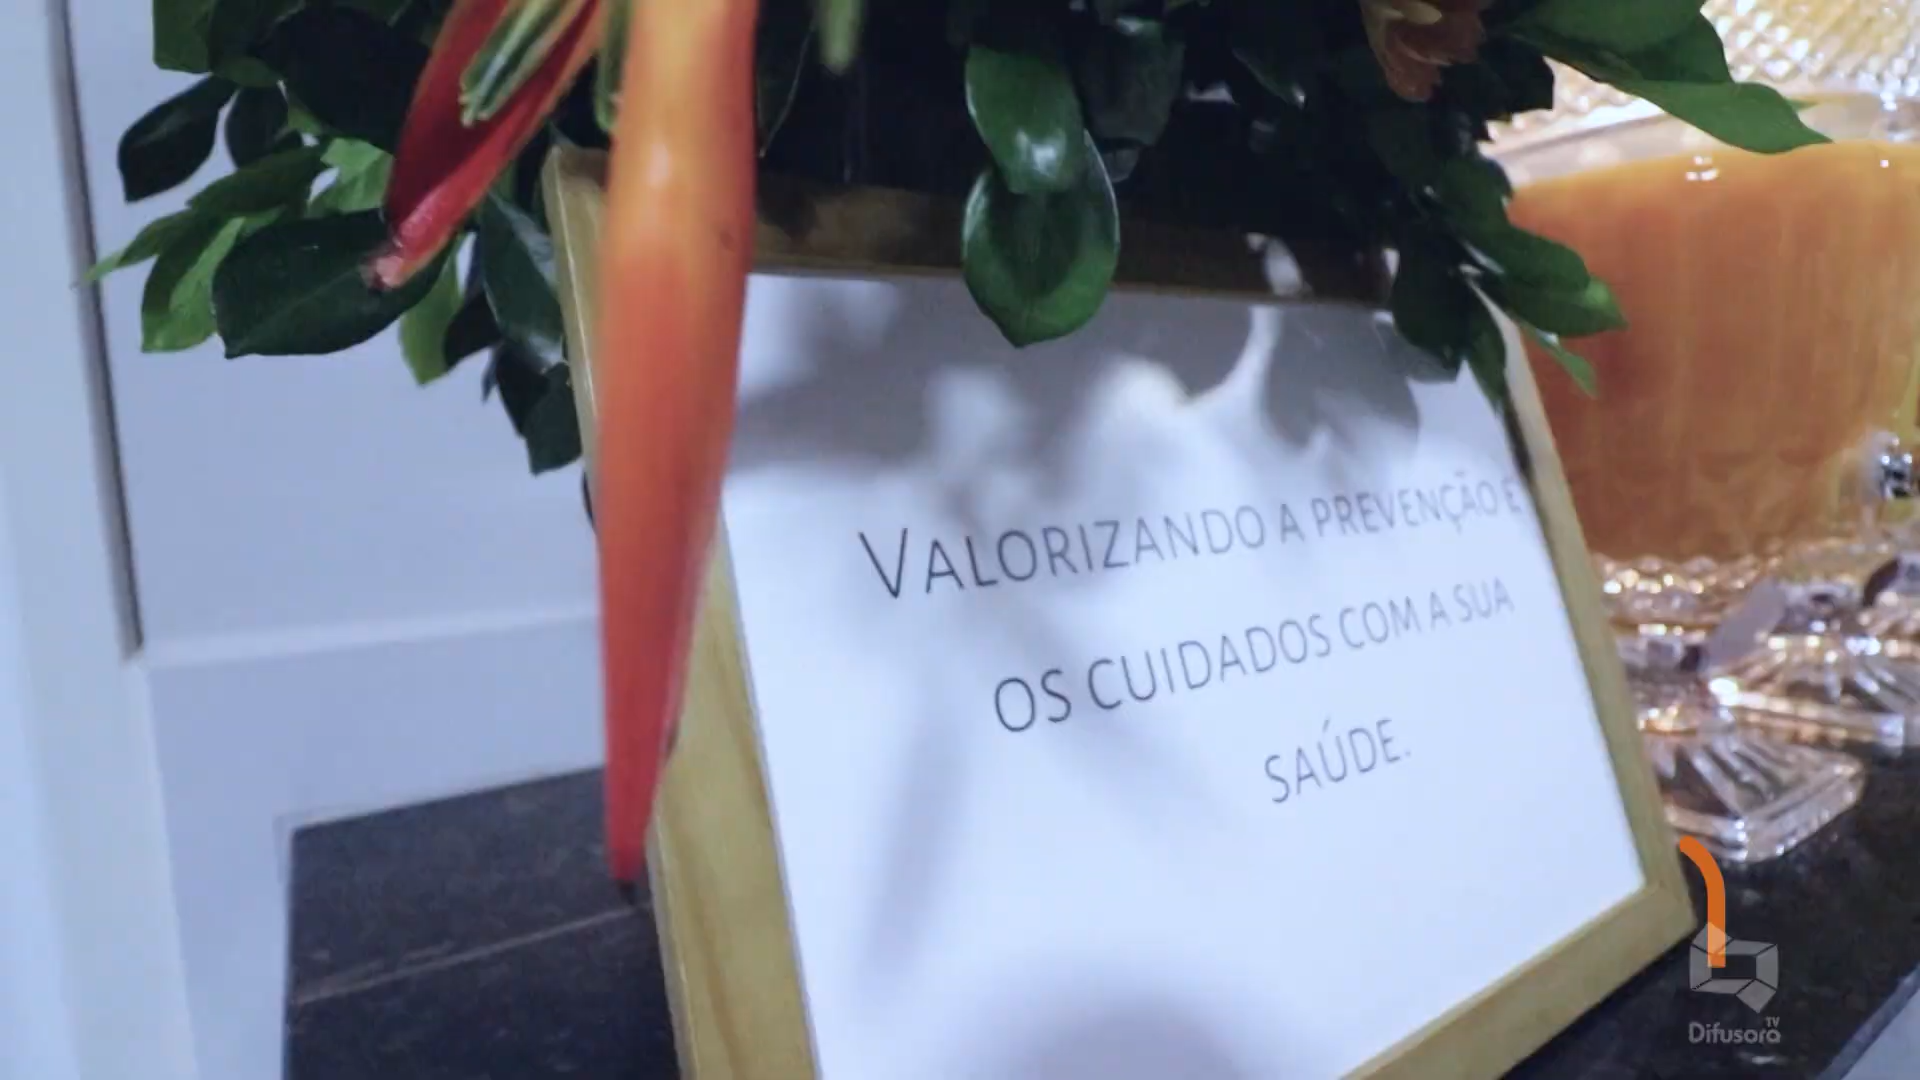 VALORIZANDO A PREVENÇÃO E
OS CUIDADOS COM A SUA
SAÚDE.
TV
Difusora